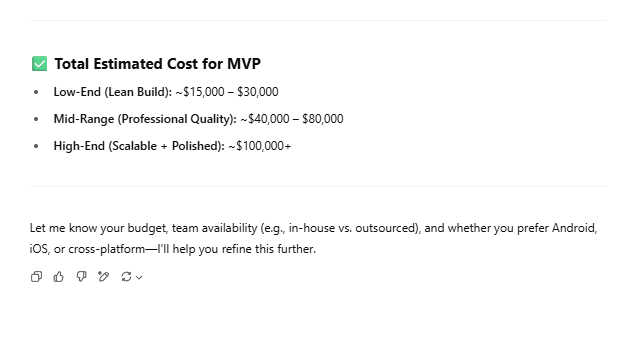 ✅ Total Estimated Cost for MVP
• Low-End (Lean Build): ~$15,000 – $30,000
• Mid-Range (Professional Quality): ~$40,000 – $80,000
• High-End (Scalable + Polished): ~$100,000+
Let me know your budget, team availability (e.g., in-house vs. outsourced), and whether you prefer Android,
iOS, or cross-platform—I'll help you refine this further.